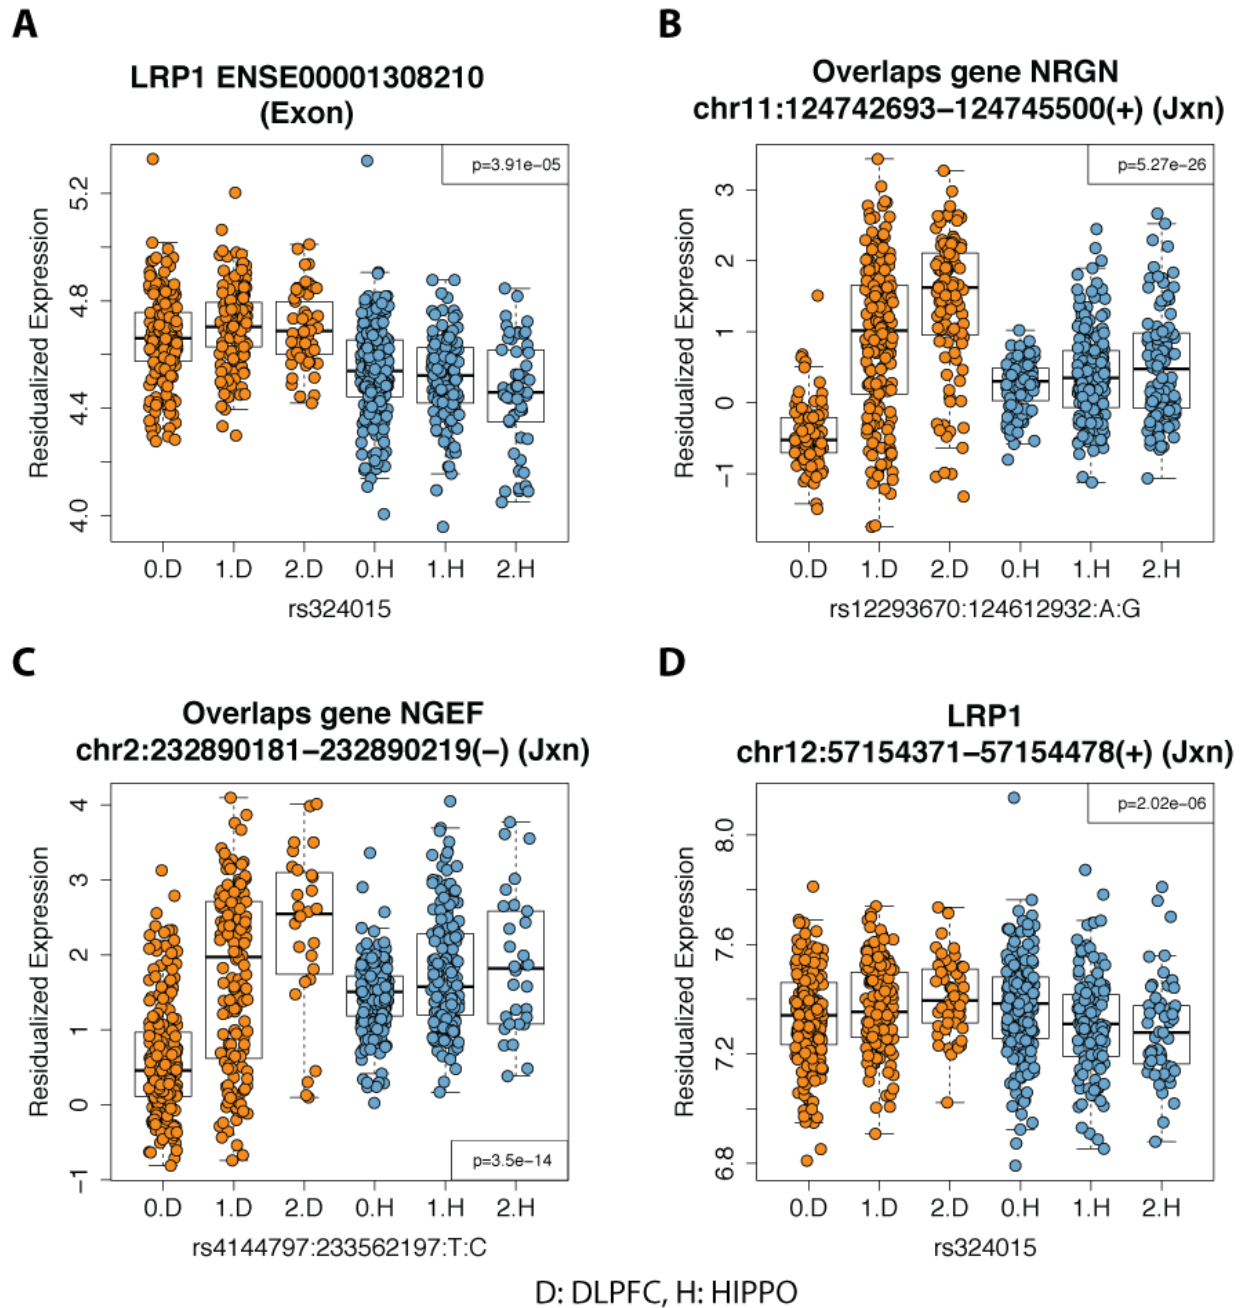 A
LRP1 ENSE00001308210
(Exon)
p=3.91e−05
Residualized Expression
5.2
4.8
4.4
4.0
0.D 1.D 2.D 0.H 1.H 2.H
rs324015
B
Overlaps gene NRGN
chr11:124742693−124745500(+) (Jxn)
p=5.27e−26
Residualized Expression
3
2
1
0
−1
0.D 1.D 2.D 0.H 1.H 2.H
rs12293670:124612932:A:G
C
Overlaps gene NGEF
chr2:232890181−232890219(−) (Jxn)
Residualized Expression
4
3
2
1
0
−1
p=3.5e−14
0.D 1.D 2.D 0.H 1.H 2.H
rs4144797:233562197:T:C
D
LRP1
chr12:57154371−57154478(+) (Jxn)
p=2.02e−06
Residualized Expression
8.0
7.6
7.2
6.8
0.D 1.D 2.D 0.H 1.H 2.H
rs324015
D: DLPFC, H: HIPPO